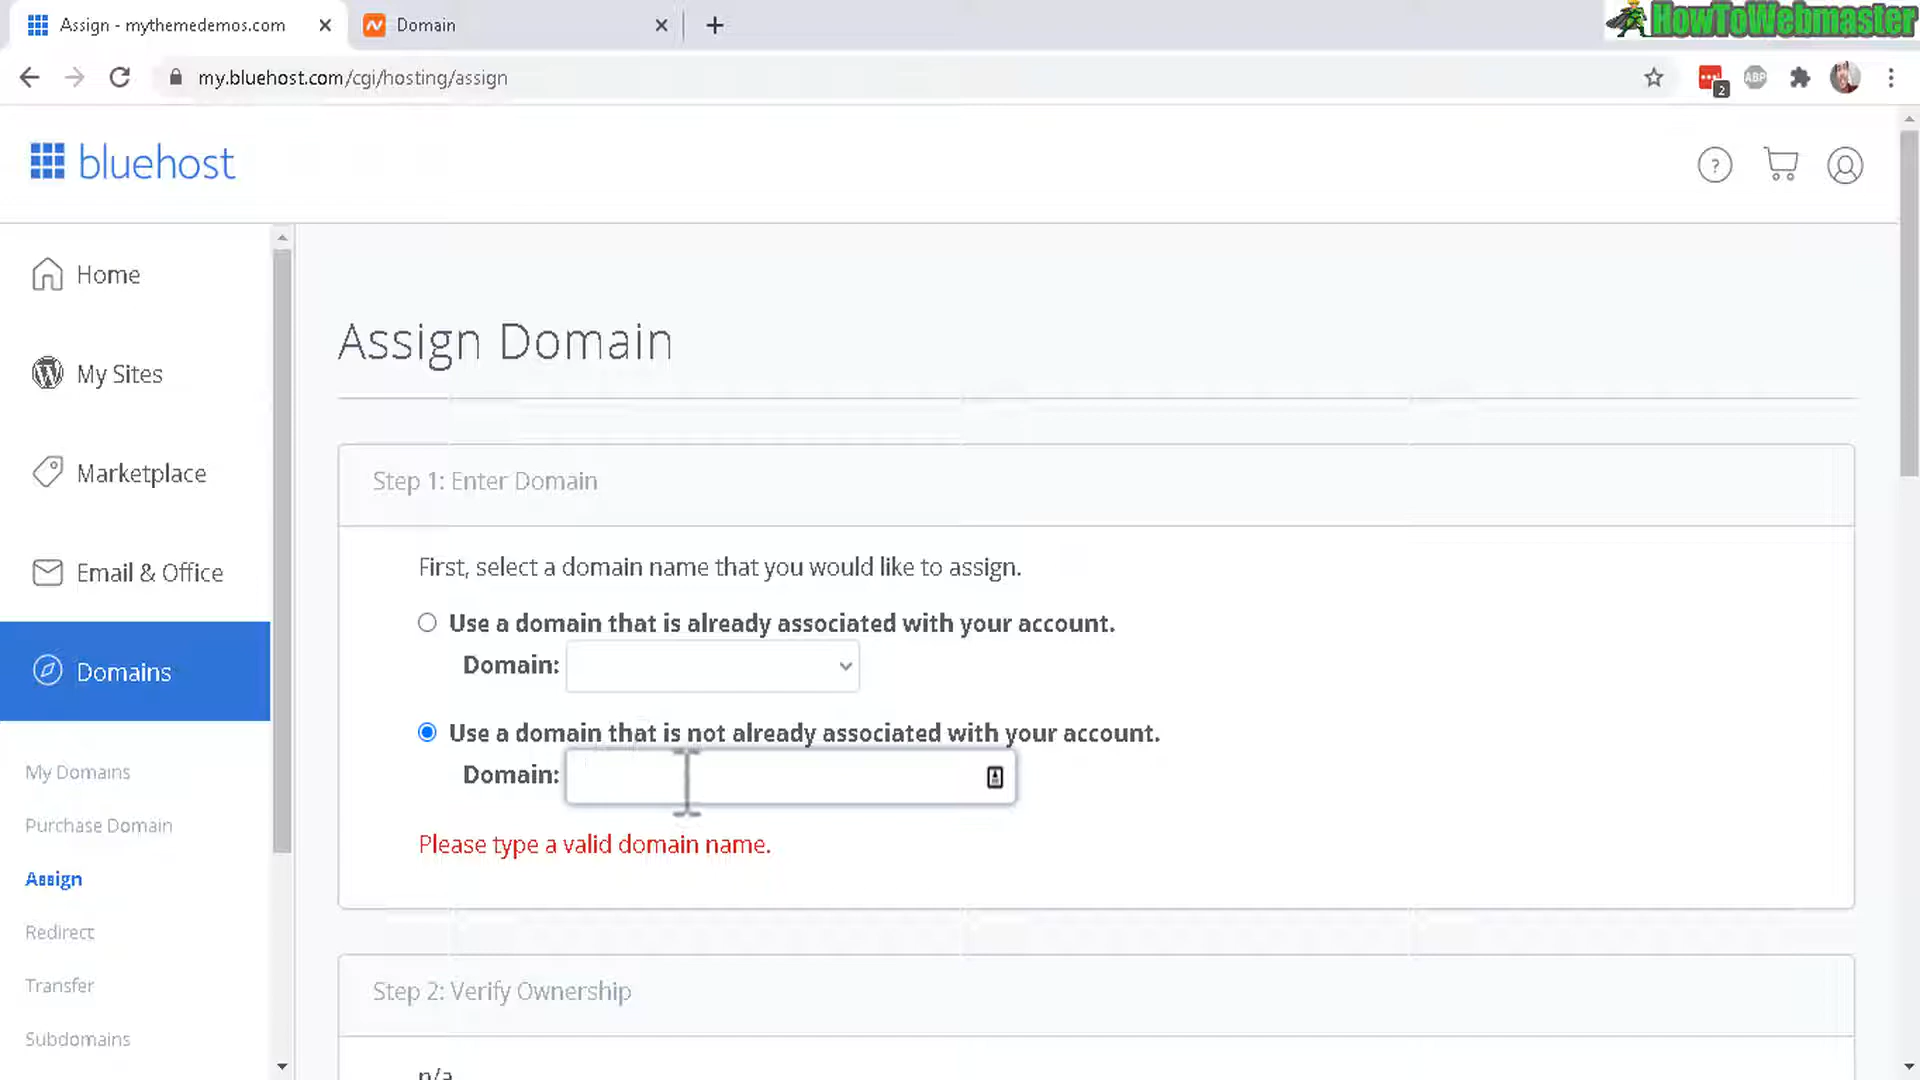 Assign - mythemedemos.com
Domain
HowToWebmaster
my.bluehost.com/cgi/hosting/assign
2
ABP
bluehost
?
Home
My Sites
Marketplace
Email & Office
Domains
My Domains
Purchase Domain
Assign
Redirect
Transfer
Subdomains
Assign Domain
Step 1: Enter Domain
First, select a domain name that you would like to assign.
Use a domain that is already associated with your account.
Domain:
Use a domain that is not already associated with your account.
Domain:
Please type a valid domain name.
Step 2: Verify Ownership
n/a